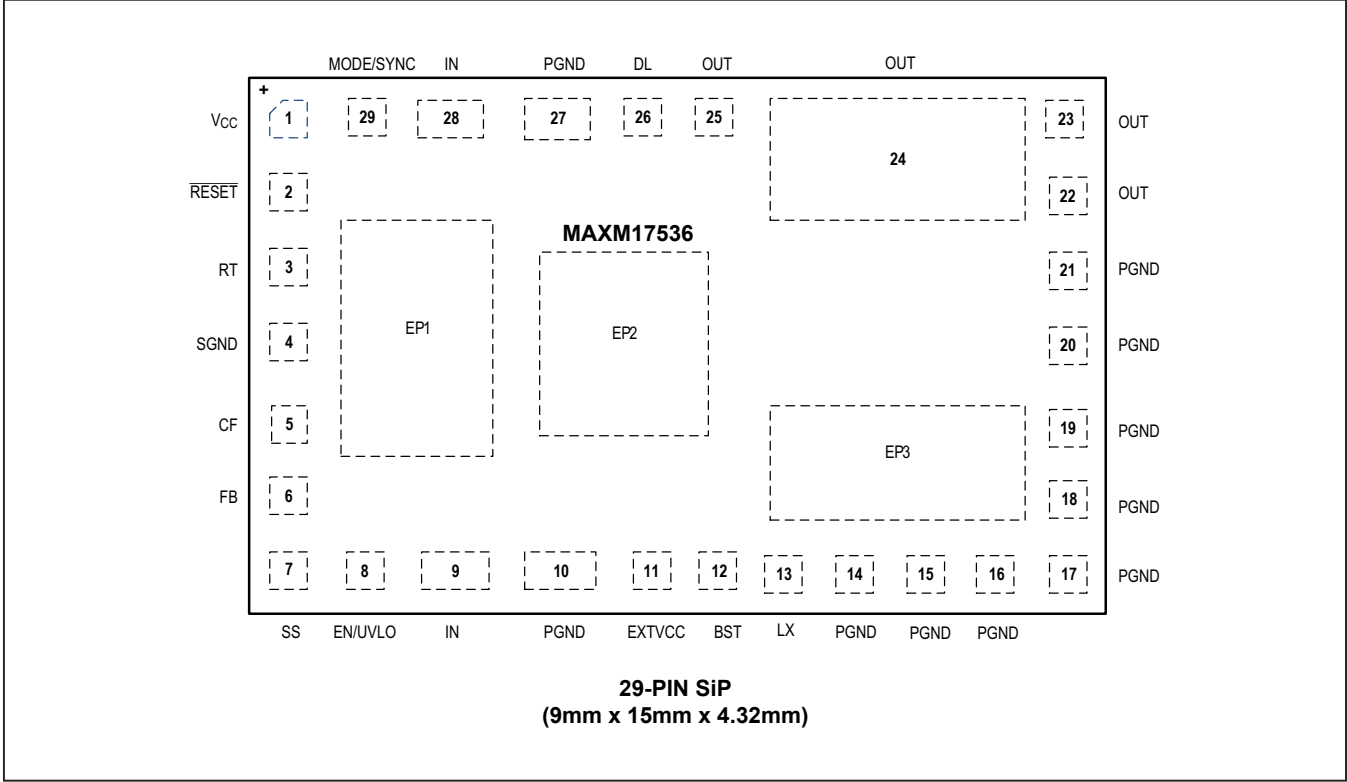 MODE/SYNC IN PGND DL OUT OUT
+
VCC 1 29 28 27 26 25 24 23 OUT
RESET 2 22 OUT
MAXM17536
RT 3 21 PGND
EP1 EP2
SGND 4 20 PGND
CF 5 19 PGND
EP3
FB 6 18 PGND
7 8 9 10 11 12 13 14 15 16 17 PGND
SS EN/UVLO IN PGND EXTVCC BST LX PGND PGND PGND
29-PIN SiP
(9mm x 15mm x 4.32mm)